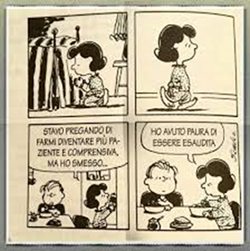 STAVO PREGANDO DI
FARMI DIVENTARE PIÙ PA-
ZIENTE E COMPRENSIVA,
MA HO SMESSO...
HO AVUTO PAURA DI
ESSERE ESAUDITA